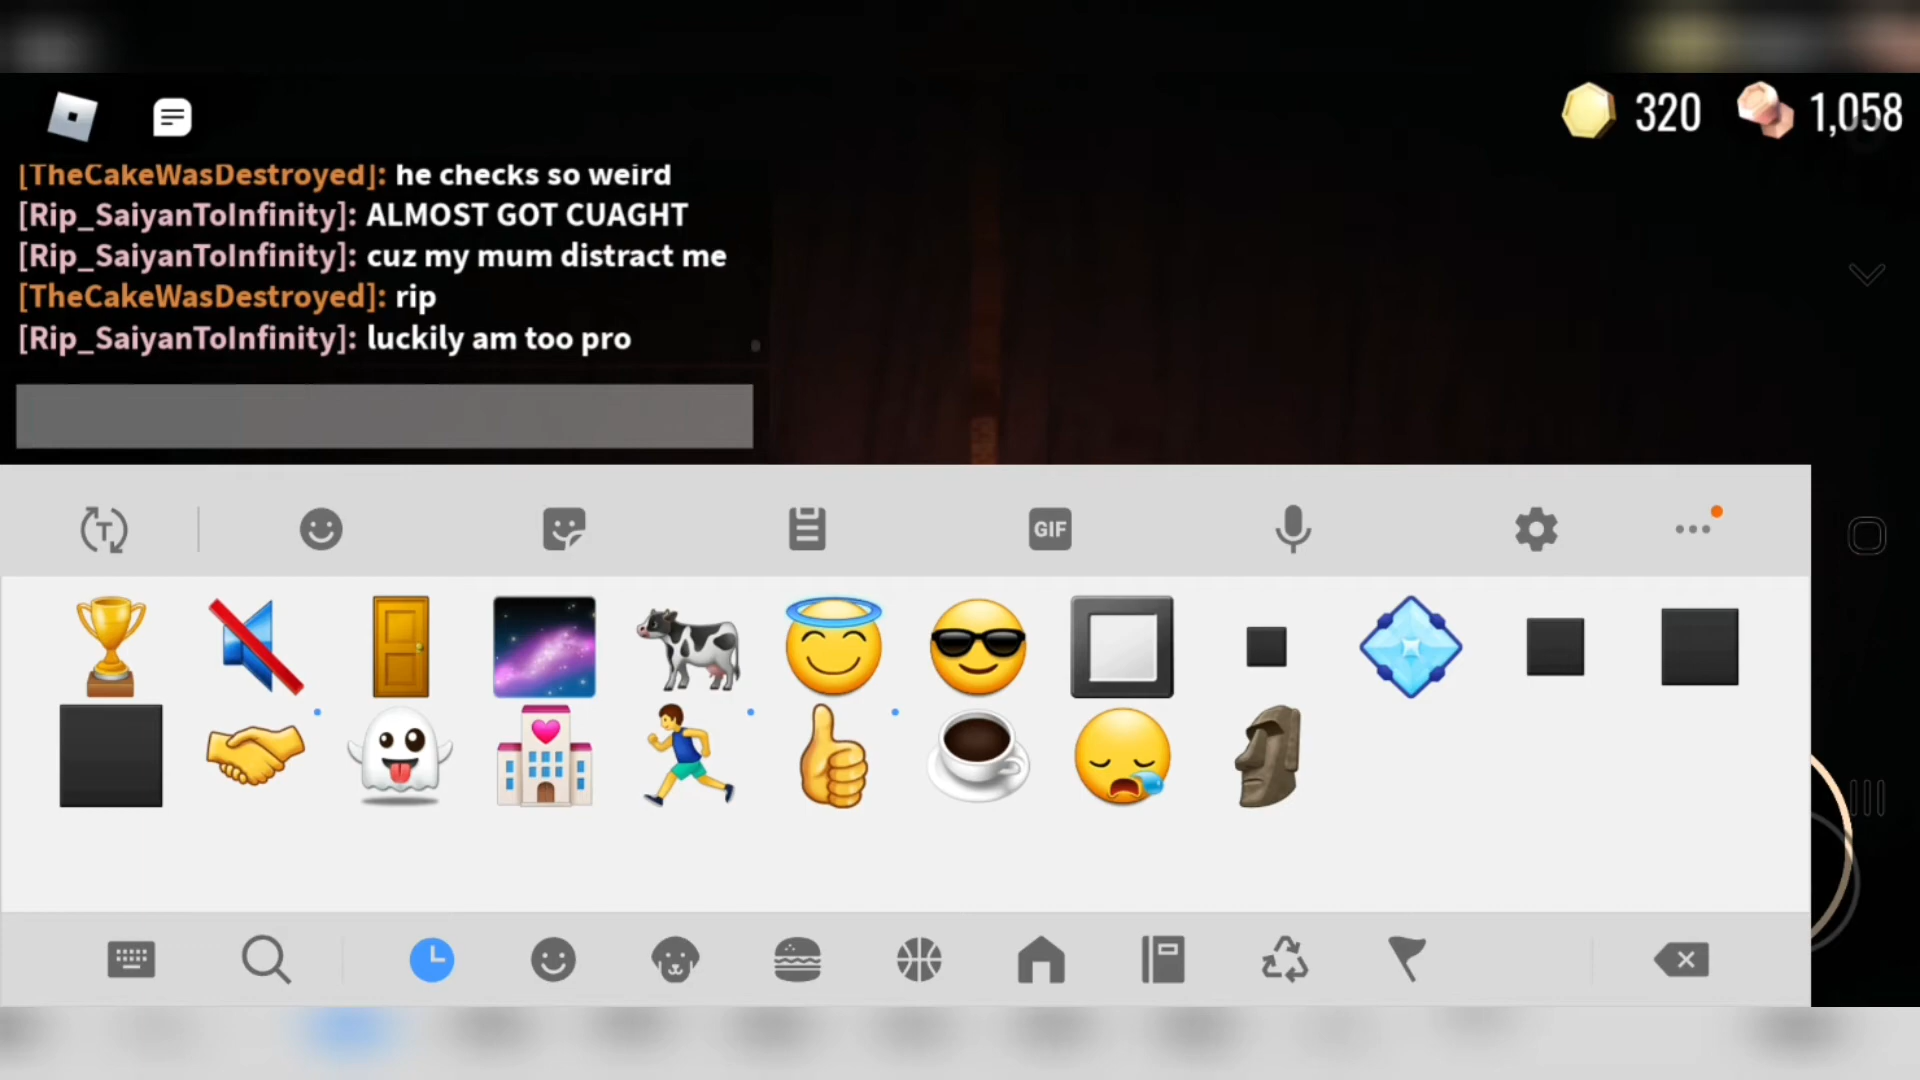 320 1,058
[TheCakeWasDestroyed]: he checks so weird
[Rip_SaiyanToInfinity]: ALMOST GOT CUAGHT
[Rip_SaiyanToInfinity]: cuz my mum distract me
[TheCakeWasDestroyed]: rip
[Rip_SaiyanToInfinity]: luckily am too pro
T GIF